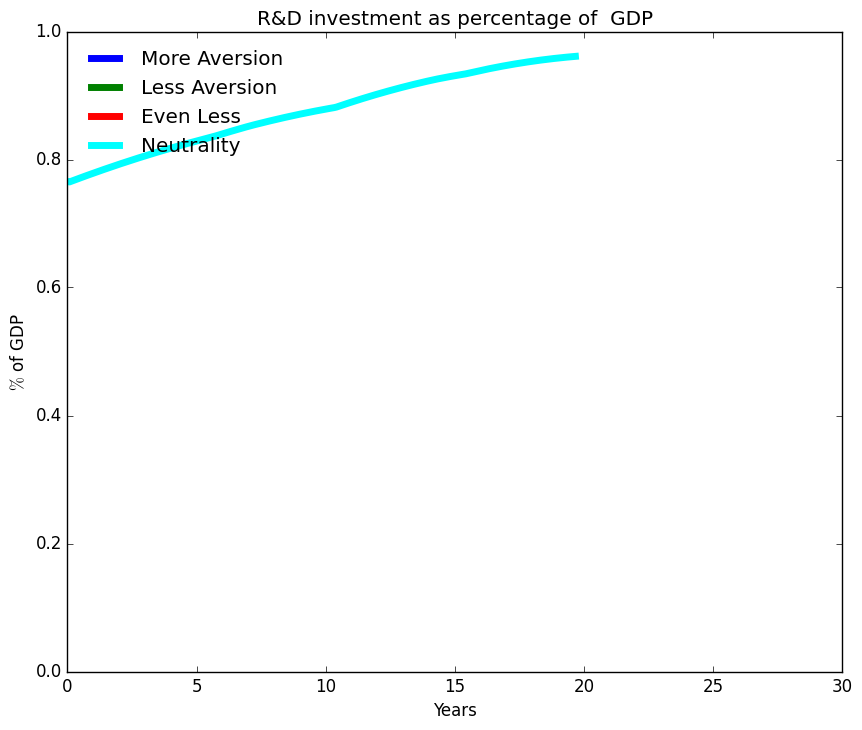 R&D investment as percentage of  GDP
1.0
0.8
0.6
0.4
0.2
0.0
% of GDP
More Aversion
Less Aversion
Even Less
Neutrality
0 5 10 15 20 25 30
Years